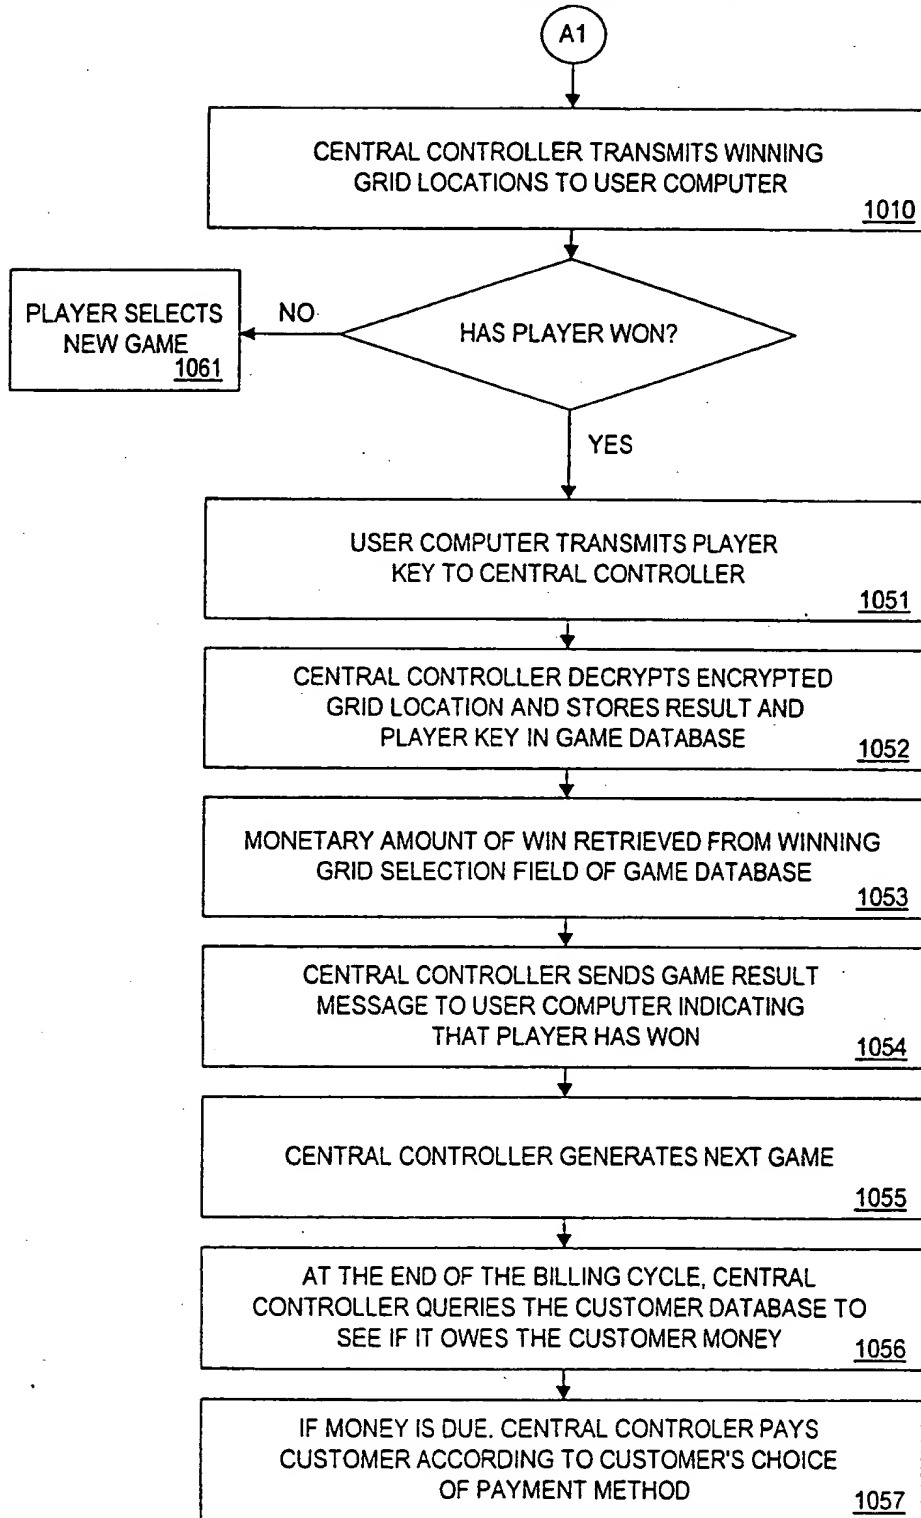 A1
CENTRAL CONTROLLER TRANSMITS WINNING
GRID LOCATIONS TO USER COMPUTER
1010
PLAYER SELECTS
NEW GAME
1061
NO
HAS PLAYER WON?
YES
USER COMPUTER TRANSMITS PLAYER
KEY TO CENTRAL CONTROLLER
1051
CENTRAL CONTROLLER DECRYPTS ENCRYPTED
GRID LOCATION AND STORES RESULT AND
PLAYER KEY IN GAME DATABASE
1052
MONETARY AMOUNT OF WIN RETRIEVED FROM WINNING
GRID SELECTION FIELD OF GAME DATABASE
1053
CENTRAL CONTROLLER SENDS GAME RESULT
MESSAGE TO USER COMPUTER INDICATING
THAT PLAYER HAS WON
1054
CENTRAL CONTROLLER GENERATES NEXT GAME
1055
AT THE END OF THE BILLING CYCLE, CENTRAL
CONTROLLER QUERIES THE CUSTOMER DATABASE TO
SEE IF IT OWES THE CUSTOMER MONEY
1056
IF MONEY IS DUE. CENTRAL CONTROLER PAYS
CUSTOMER ACCORDING TO CUSTOMER'S CHOICE
OF PAYMENT METHOD
1057